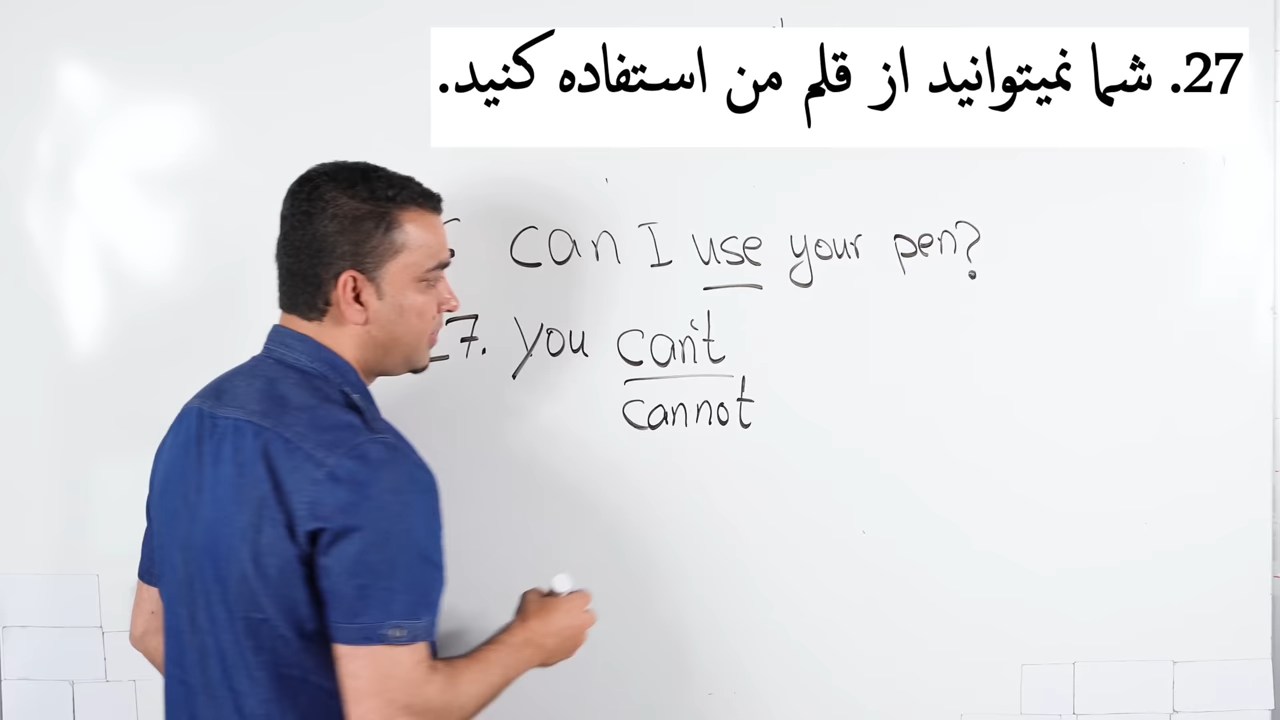 27. شما نمیتوانید از قلم من استفاده کنید.
can I use your pen?
7. you can't
cannot